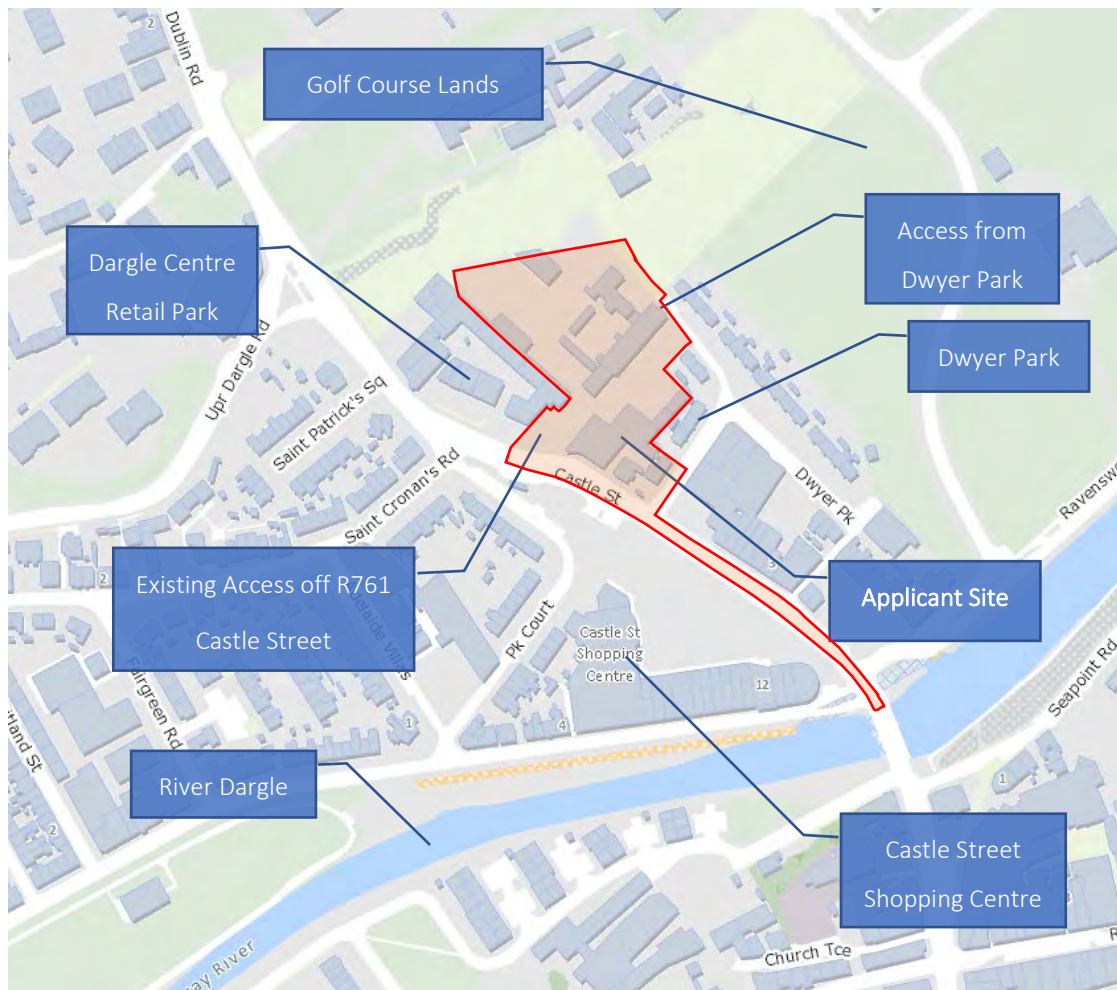 2
Dublin Rd
Golf Course Lands
Access from
Dwyer Park
Dargle Centre
Retail Park
Dwyer Park
Upr Dargle Rd
Saint Patrick's Sq
Saint Cronan's Rd
Castle St
Dwyer Pk
Existing Access off R761
Castle Street
2
3
Applicant Site
Pk Court
Castle St
Shopping
Centre
12
Fairgreen Rd
1
4
Seapoint Rd
River Dargle
1
2
Castle Street
Shopping Centre
Church Tce